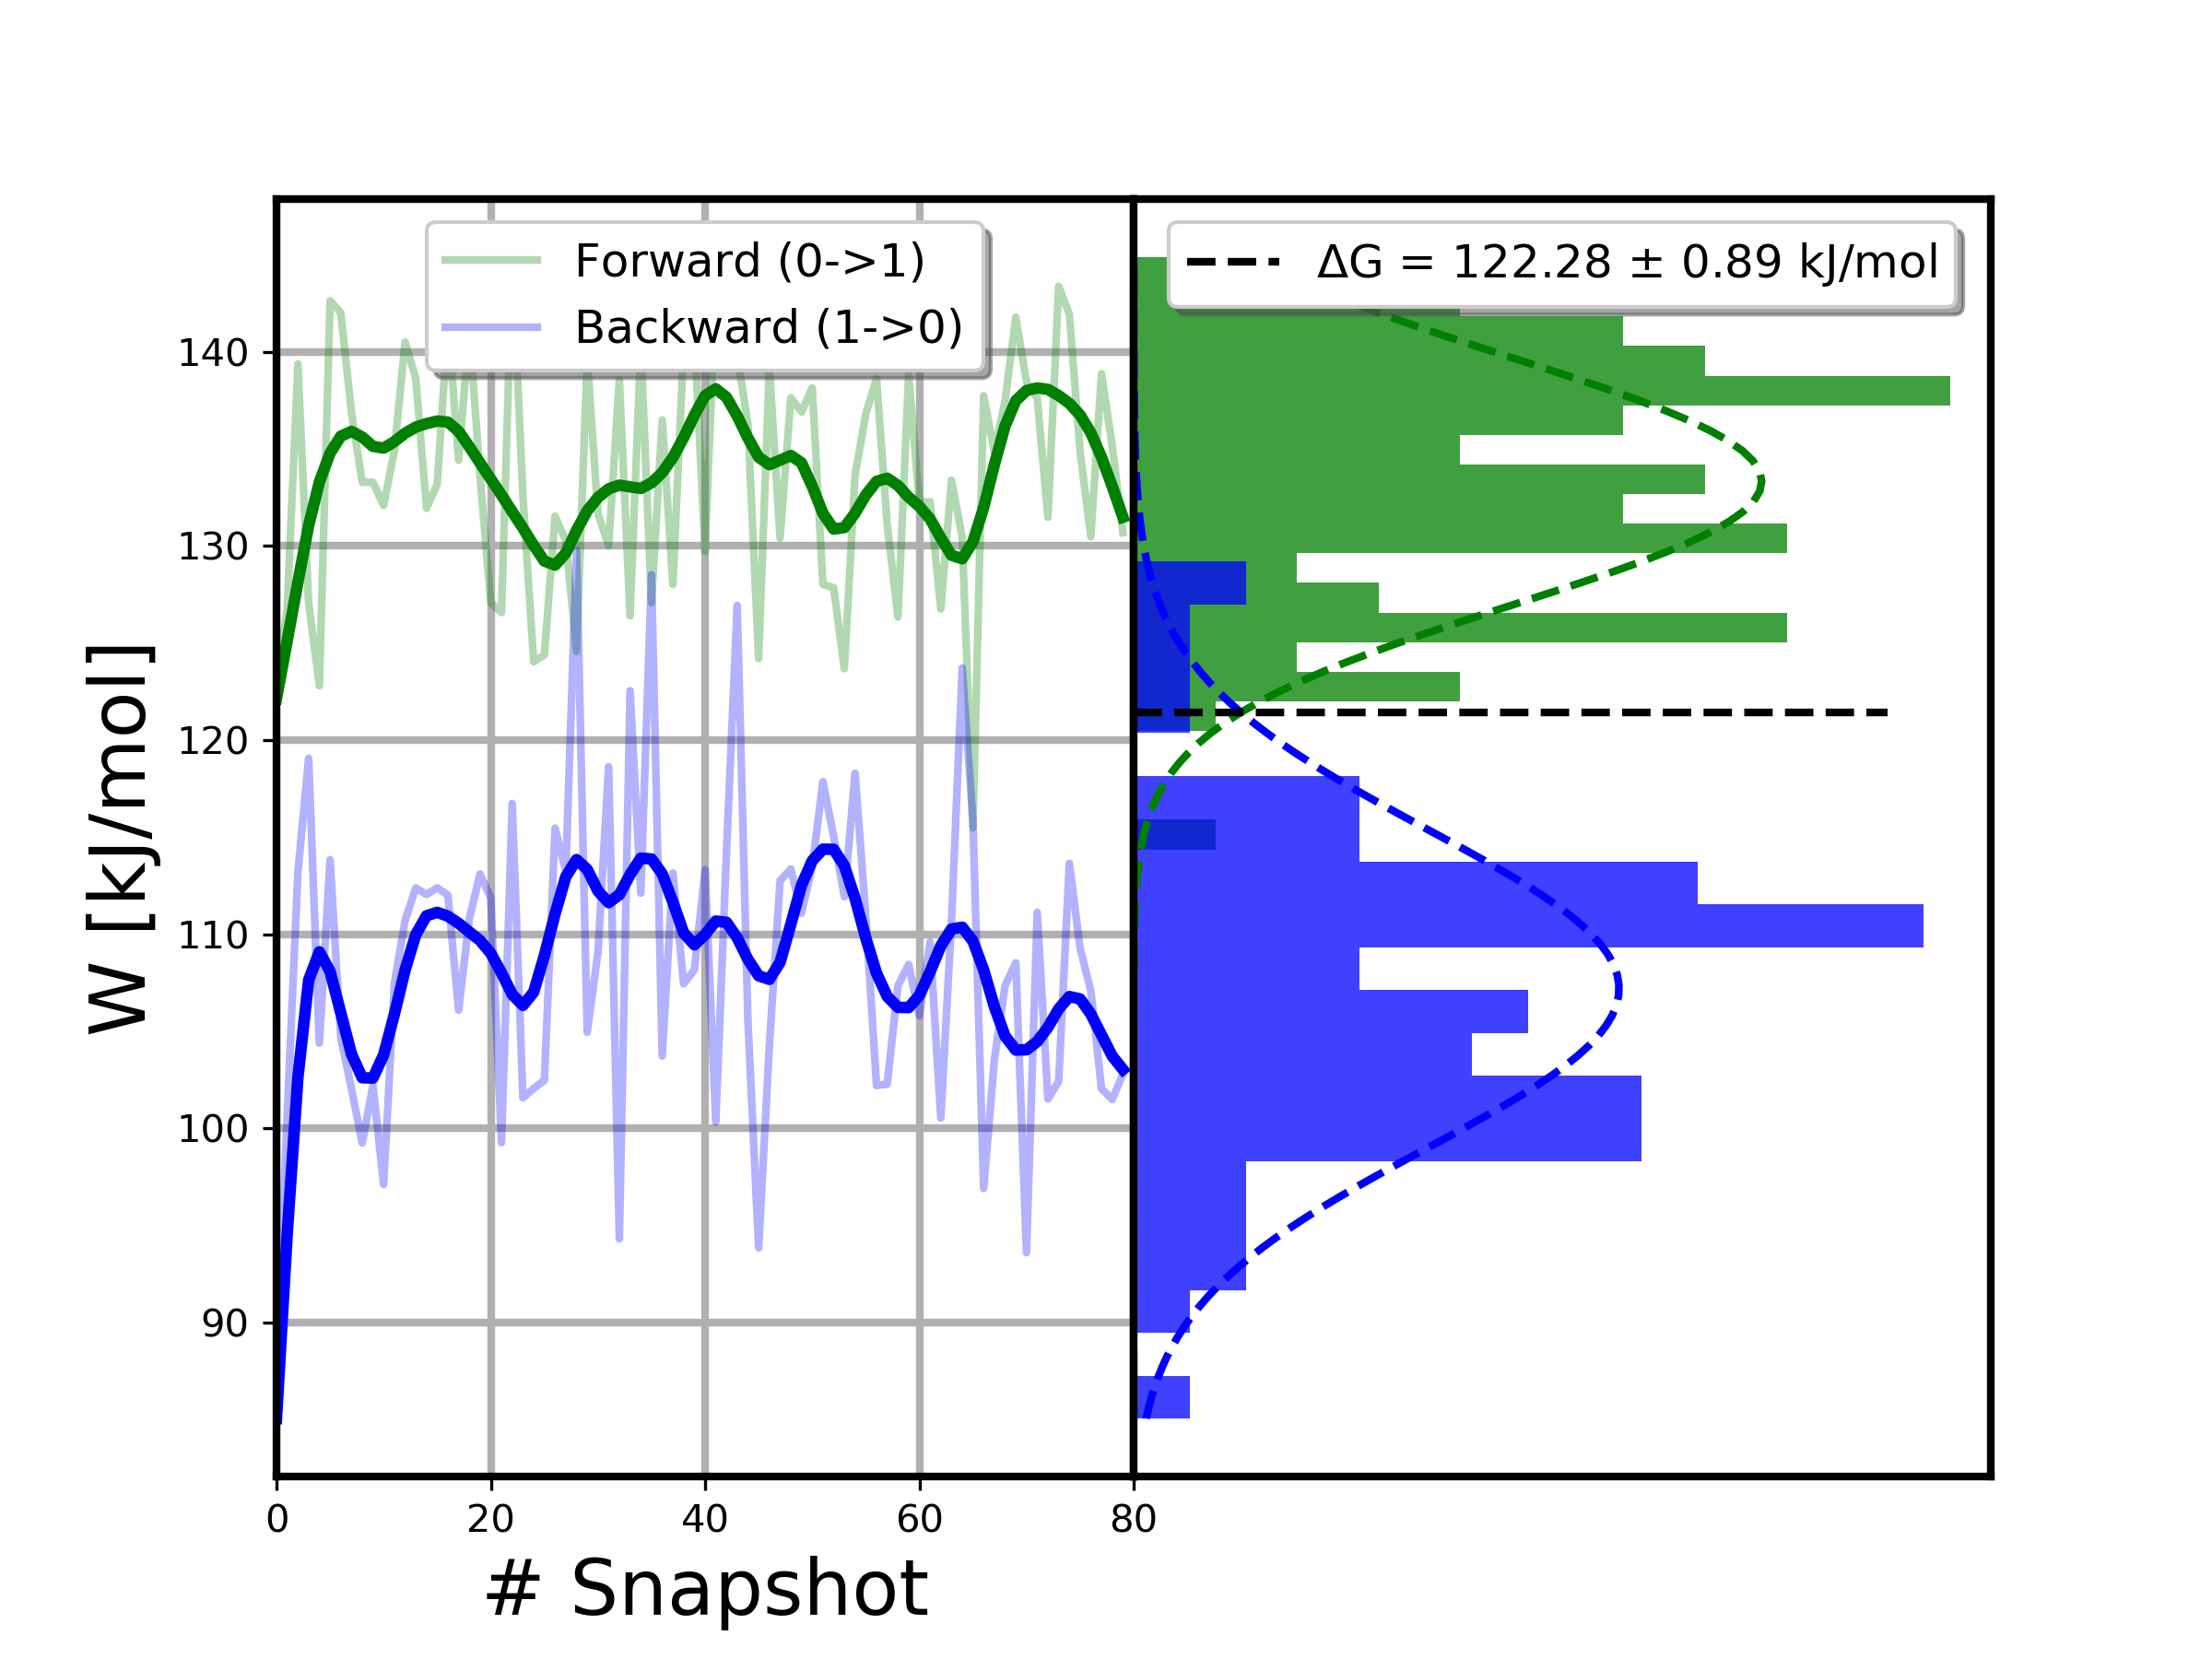 Forward (0->1)
Backward (1->0)
ΔG = 122.28 ± 0.89 kJ/mol
140
130
120
110
100
90
W [kJ/mol]
0
20
40
60
80
# Snapshot